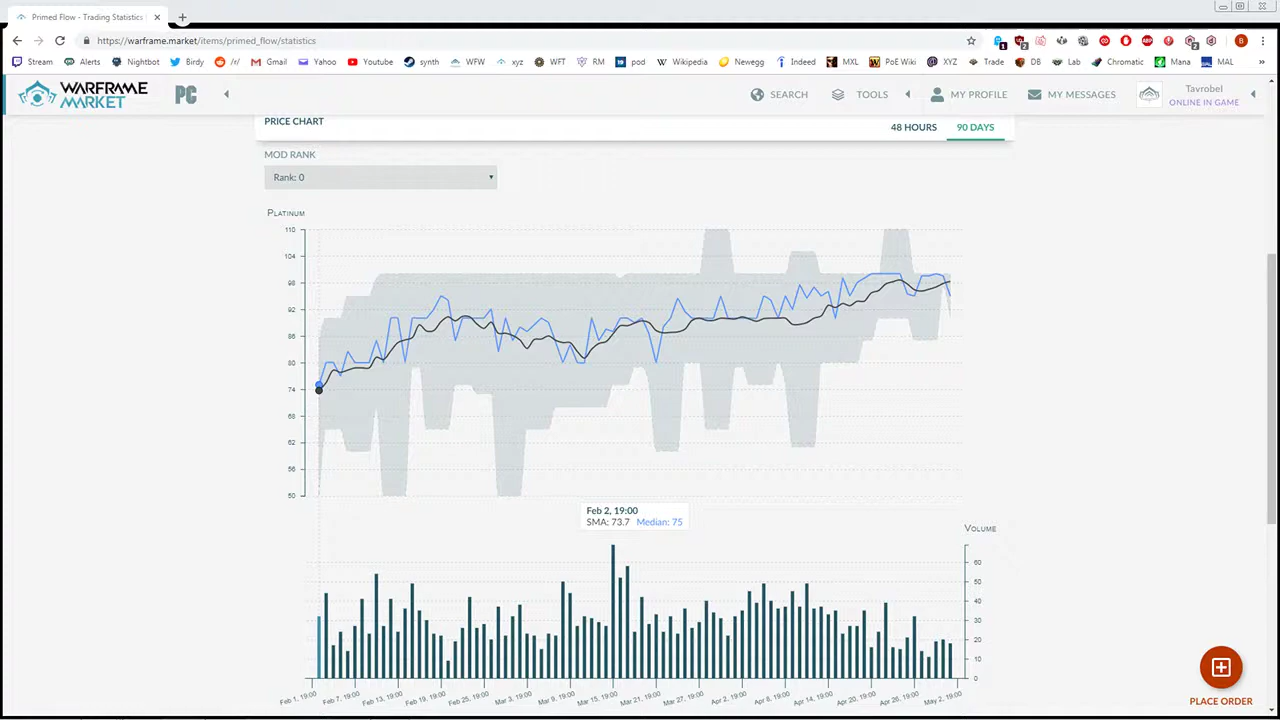 Primed Flow - Trading Statistics
https://warframe.market/items/primed_flow/statistics
Stream Alerts Nightbot Birdy /r/ Gmail Yahoo Youtube synth WFW xyz WFT RM pod Wikipedia Newegg Indeed MXL PoE Wiki XYZ Trade DB Lab Chromatic Mana MAL »
WARFRAME MARKET PC SEARCH TOOLS MY PROFILE MY MESSAGES Tavrobel
ONLINE IN GAME
PRICE CHART 48 HOURS 90 DAYS
MOD RANK
Rank: 0
PLATINUM
110
104
98
92
86
80
74
68
62
56
50
Feb 2, 19:00
SMA: 73.7 Median: 75
VOLUME
60
50
40
30
20
10
0
Feb 1, 19:00 Feb 7, 19:00 Feb 13, 19:00 Feb 19, 19:00 Feb 25, 19:00 Mar 3, 19:00 Mar 9, 19:00 Mar 15, 19:00 Mar 21, 19:00 Mar 27, 19:00 Apr 2, 19:00 Apr 8, 19:00 Apr 14, 19:00 Apr 20, 19:00 Apr 26, 19:00 May 2, 19:00
PLACE ORDER